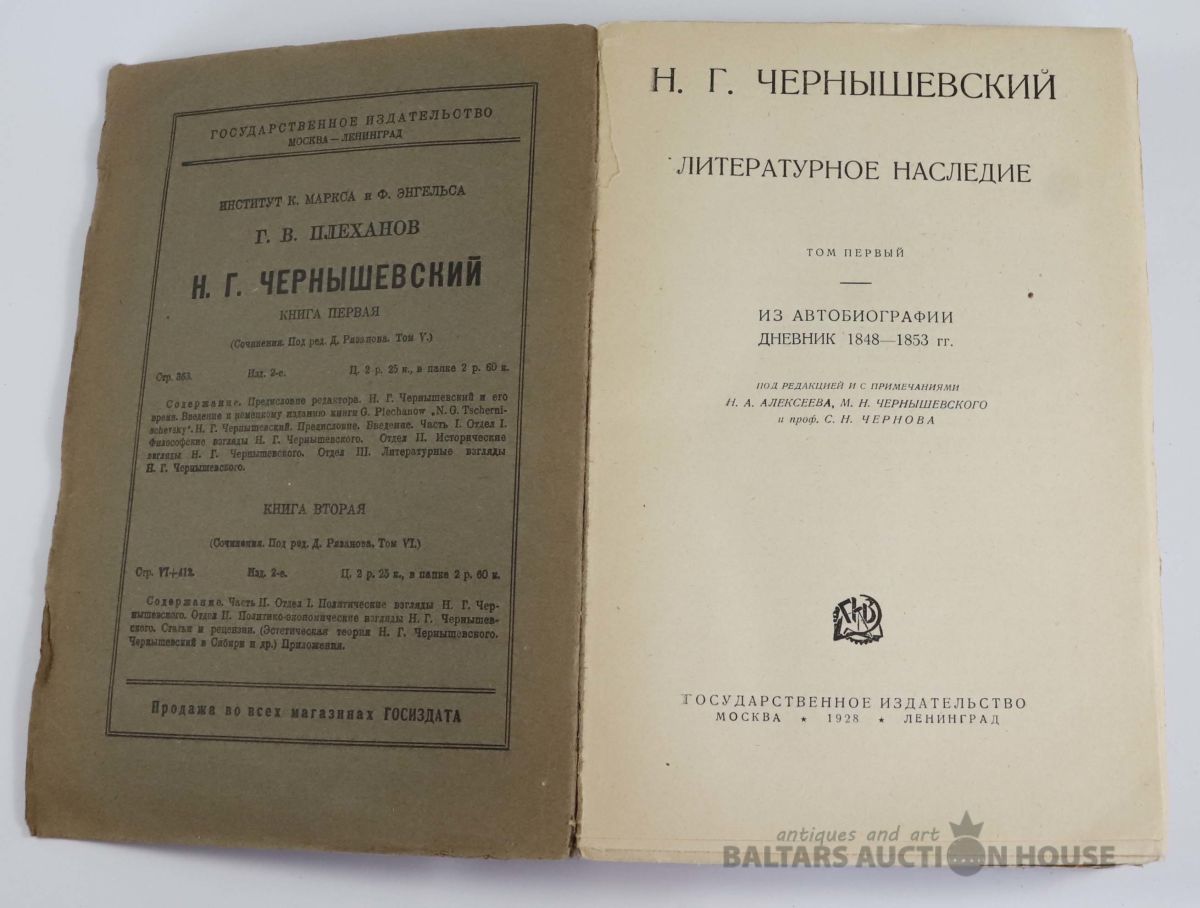 ГОСУДАРСТВЕННОЕ ИЗДАТЕЛЬСТВО
МОСКВА — ЛЕНИНГРАД
ИНСТИТУТ К. МАРКСА и Ф. ЭНГЕЛЬСА
Г. В. ПЛЕХАНОВ
Н. Г. ЧЕРНЫШЕВСКИЙ
КНИГА ПЕРВАЯ
(Сочинения. Под ред. Д. Рязанова. Том V.)
Стр. 363. Изд. 2-е. Ц. 2 р. 25 к., в папке 2 р. 60 к.
Содержание. Предисловие редактора. Н. Г. Чернышевский и его
время. Введение к немецкому изданию книги G. Plechanow „N. G. Tscherni-
schevsky". Н. Г. Чернышевский. Предисловие. Введение. Часть I. Отдел I.
Философские взгляды Н. Г. Чернышевского. Отдел II. Исторические
взгляды Н. Г. Чернышевского. Отдел III. Литературные взгляды
Н. Г. Чернышевского.
КНИГА ВТОРАЯ
(Сочинения. Под ред. Д. Рязанова. Том VI.)
Стр. VI+412. Изд. 2-е. Ц. 2 р. 25 к., в папке 2 р. 60 к.
Содержание. Часть II. Отдел I. Политические взгляды Н. Г. Чер-
нышевского. Отдел II. Политико-экономические взгляды Н. Г. Чернышев-
ского. Статьи и рецензии. (Эстетическая теория Н. Г. Чернышевского.
Чернышевский в Сибири и др.) Приложения.
Продажа во всех магазинах ГОСИЗДАТА
Н. Г. ЧЕРНЫШЕВСКИЙ
ЛИТЕРАТУРНОЕ НАСЛЕДИЕ
ТОМ ПЕРВЫЙ
ИЗ АВТОБИОГРАФИИ
ДНЕВНИК 1848—1853 гг.
ПОД РЕДАКЦИЕЙ И С ПРИМЕЧАНИЯМИ
Н. А. АЛЕКСЕЕВА, М. Н. ЧЕРНЫШЕВСКОГО
и проф. С. Н. ЧЕРНОВА
ГОСУДАРСТВЕННОЕ ИЗДАТЕЛЬСТВО
МОСКВА ★ 1928 ★ ЛЕНИНГРАД
antiques and art
BALTARS AUCTION HOUSE